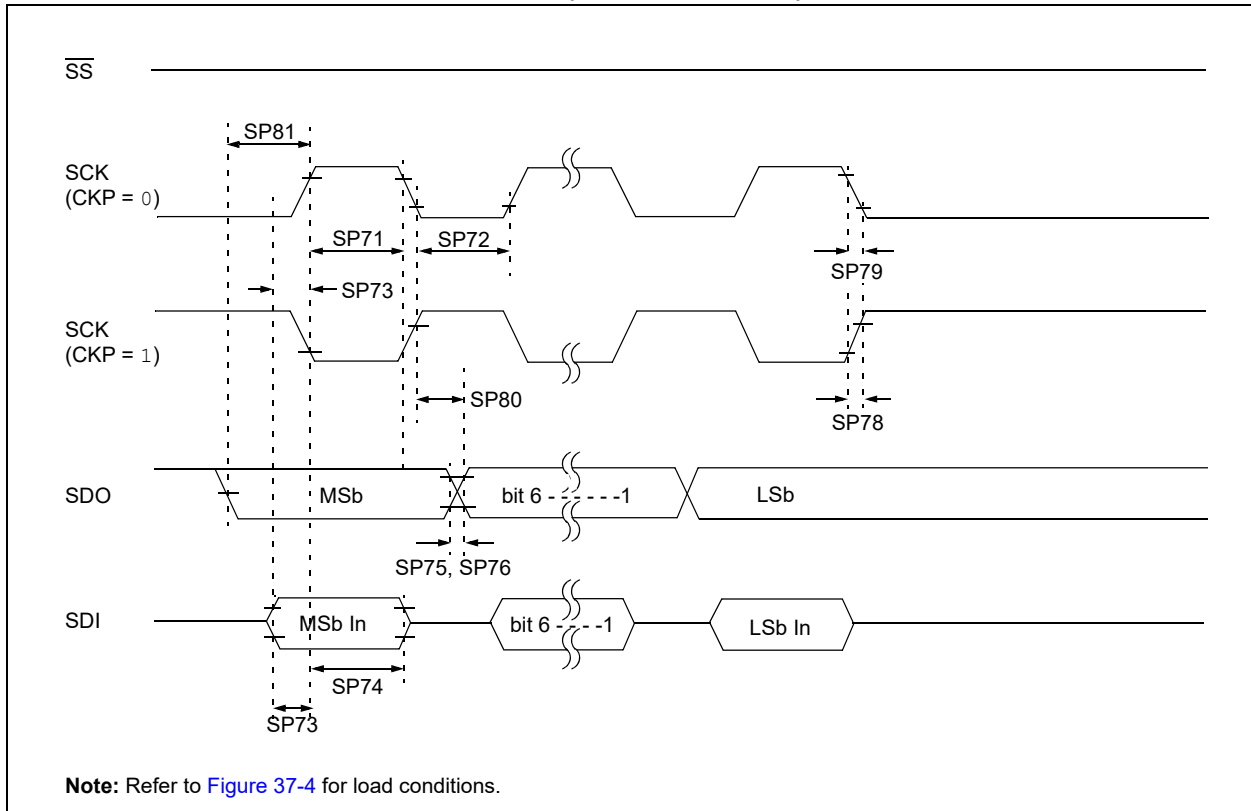 SS
SP81
SCK
(CKP = 0)
SP71
SP72
SP79
SP73
SCK
(CKP = 1)
SP80
SP78
SDO
MSb
bit 6 - - - - - -1
LSb
SP75, SP76
SDI
MSb In
bit 6 - - - -1
LSb In
SP74
SP73
Note: Refer to Figure 37-4 for load conditions.